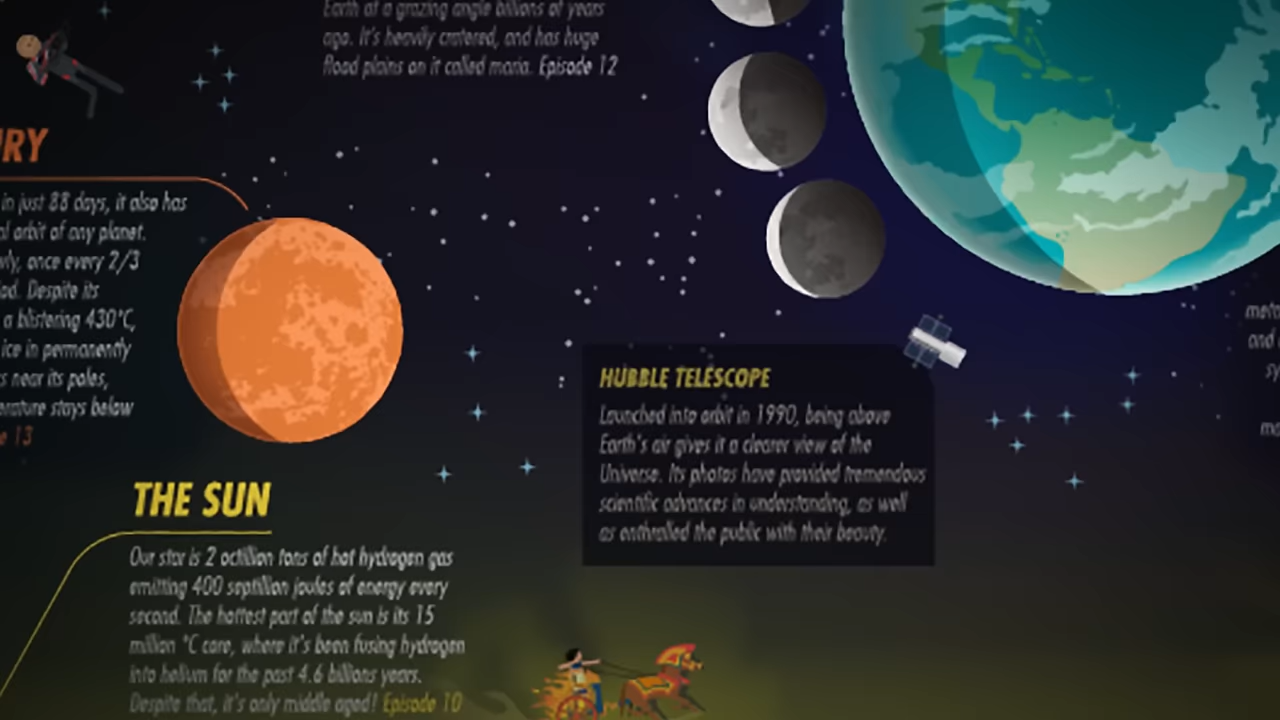 Earth at a grazing angle billions of years
ago. It's heavily cratered, and has huge
flood plains on it called maria. Episode 12
URY
in just 88 days, it also has
al orbit of any planet.
wly, once every 2/3
Despite its
a blistering 430°C,
ice in permanently
near its poles,
stays below
13
HUBBLE TELESCOPE
Launched into orbit in 1990, being above
Earth's air gives it a clearer view of the
Universe. Its photos have provided tremendous
scientific advances in understanding, as well
as enthralled the public with their beauty.
THE SUN
Our star is 2 octillion tons of hot hydrogen gas
emitting 400 septillion joules of energy every
second. The hottest part of the sun is its 15
million °C core, where it's been fusing hydrogen
into helium for the past 4.6 billions years.
Despite that, it's only middle aged! Episode 10
and